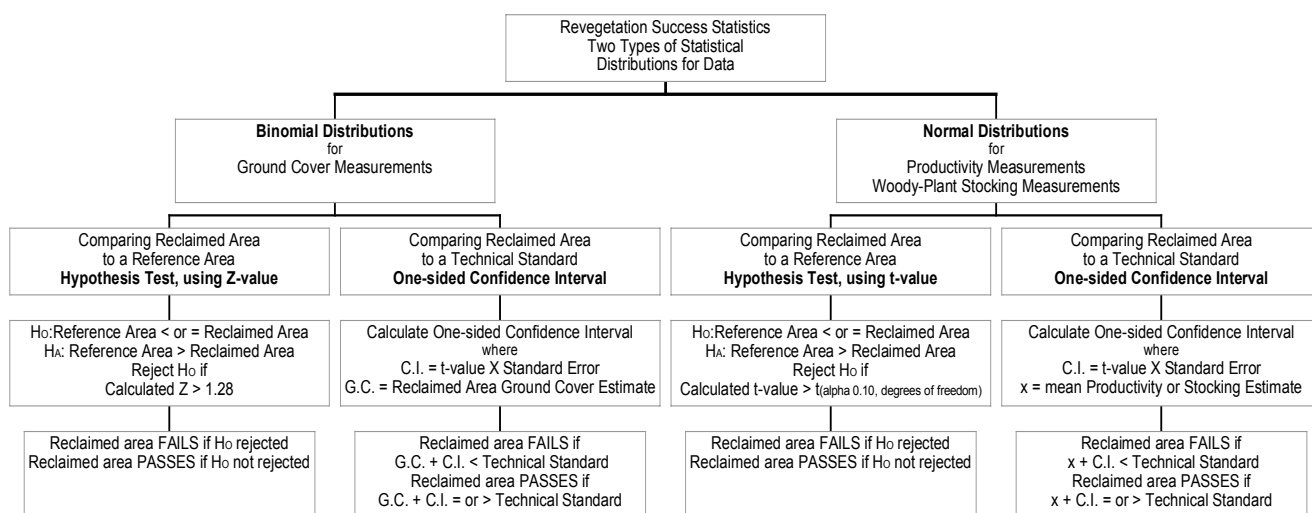 Revegetation Success Statistics
Two Types of Statistical
Distributions for Data
Binomial Distributions
for
Ground Cover Measurements
Normal Distributions
for
Productivity Measurements
Woody-Plant Stocking Measurements
Comparing Reclaimed Area
to a Reference Area
Hypothesis Test, using Z-value
Comparing Reclaimed Area
to a Technical Standard
One-sided Confidence Interval
Comparing Reclaimed Area
to a Reference Area
Hypothesis Test, using t-value
Comparing Reclaimed Area
to a Technical Standard
One-sided Confidence Interval
HO:Reference Area < or = Reclaimed Area
HA: Reference Area > Reclaimed Area
Reject HO if
Calculated Z > 1.28
Calculate One-sided Confidence Interval
where
C.I. = t-value X Standard Error
G.C. = Reclaimed Area Ground Cover Estimate
HO:Reference Area < or = Reclaimed Area
HA: Reference Area > Reclaimed Area
Reject HO if
Calculated t-value > t(alpha 0.10, degrees of freedom)
Calculate One-sided Confidence Interval
where
C.I. = t-value X Standard Error
x = mean Productivity or Stocking Estimate
Reclaimed area FAILS if HO rejected
Reclaimed area PASSES if HO not rejected
Reclaimed area FAILS if
G.C. + C.I. < Technical Standard
Reclaimed area PASSES if
G.C. + C.I. = or > Technical Standard
Reclaimed area FAILS if HO rejected
Reclaimed area PASSES if HO not rejected
Reclaimed area FAILS if
x + C.I. < Technical Standard
Reclaimed area PASSES if
x + C.I. = or > Technical Standard